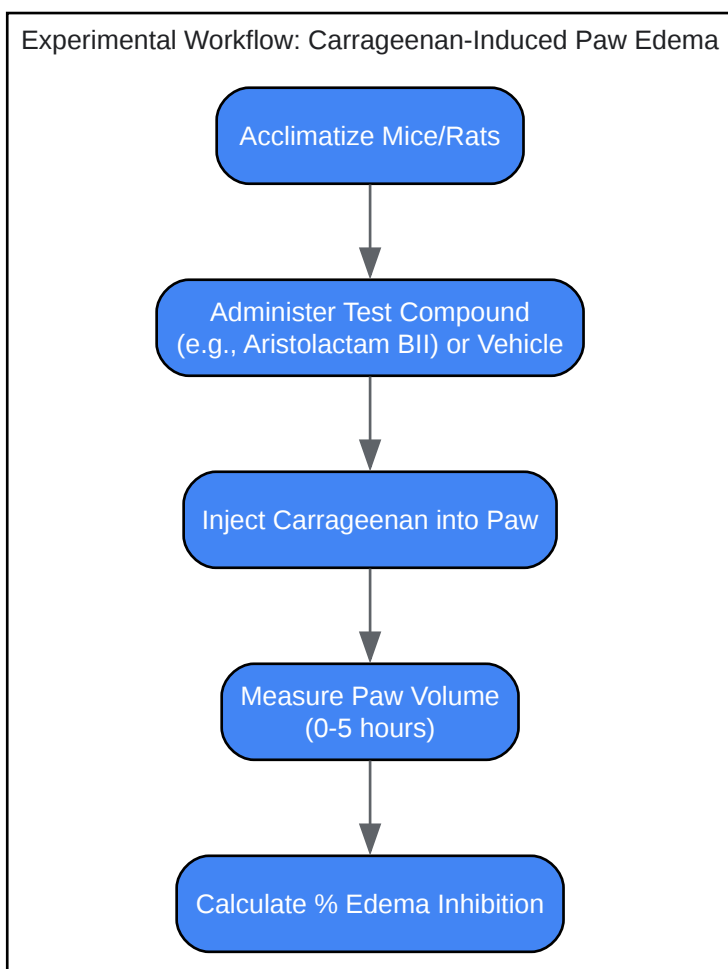 Experimental Workflow: Carrageenan-Induced Paw Edema
Acclimatize Mice/Rats
Administer Test Compound
(e.g., Aristolactam BII) or Vehicle
Inject Carrageenan into Paw
Measure Paw Volume
(0-5 hours)
Calculate % Edema Inhibition